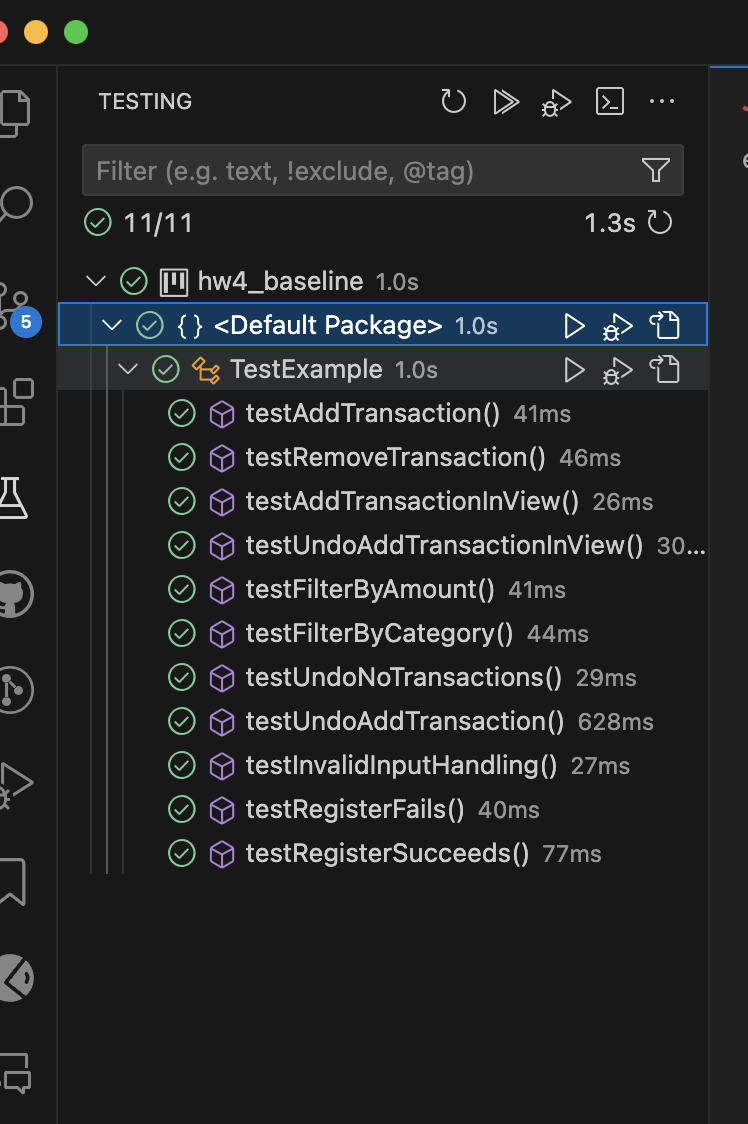 TESTING
Filter (e.g. text, !exclude, @tag)
11/11 1.3s
hw4_baseline 1.0s
5
{} <Default Package> 1.0s
TestExample 1.0s
testAddTransaction() 41ms
testRemoveTransaction() 46ms
testAddTransactionInView() 26ms
testUndoAddTransactionInView() 30...
testFilterByAmount() 41ms
testFilterByCategory() 44ms
testUndoNoTransactions() 29ms
testUndoAddTransaction() 628ms
testInvalidInputHandling() 27ms
testRegisterFails() 40ms
testRegisterSucceeds() 77ms